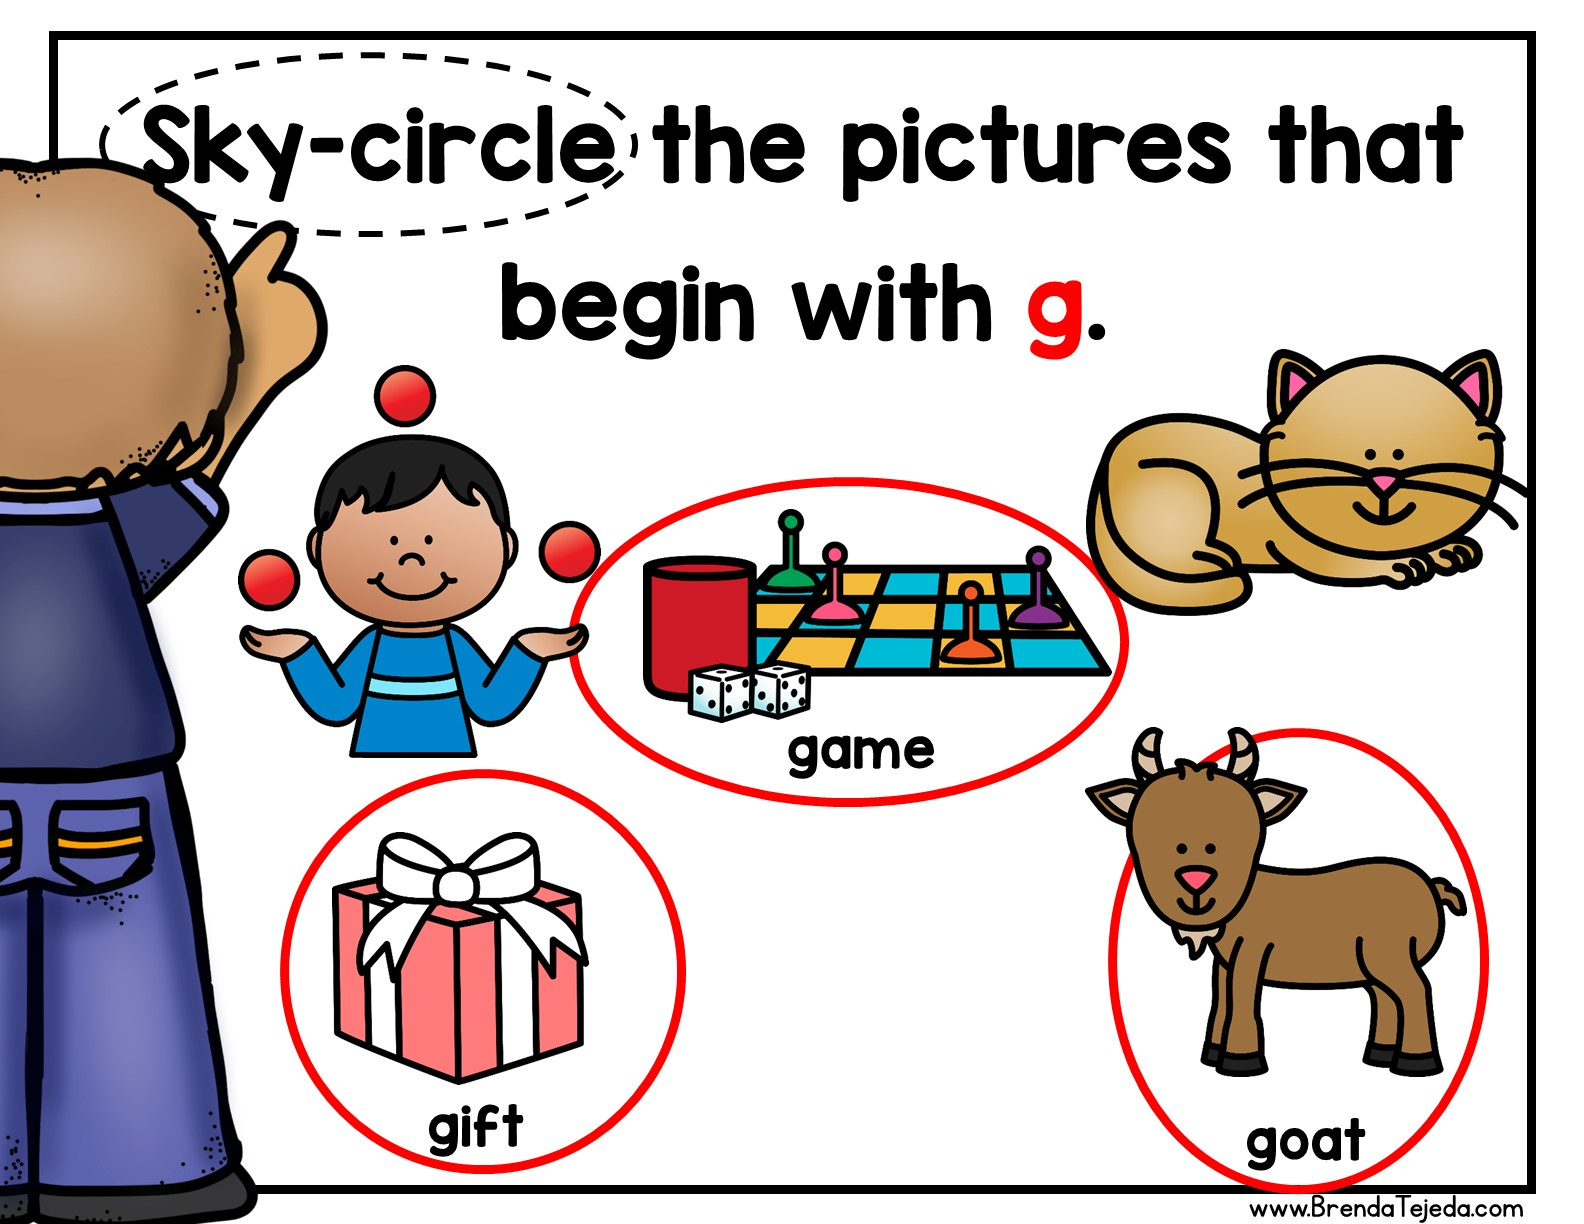 Sky-circle the pictures that
begin with g.
game
gift
goat
www.BrendaTejeda.com